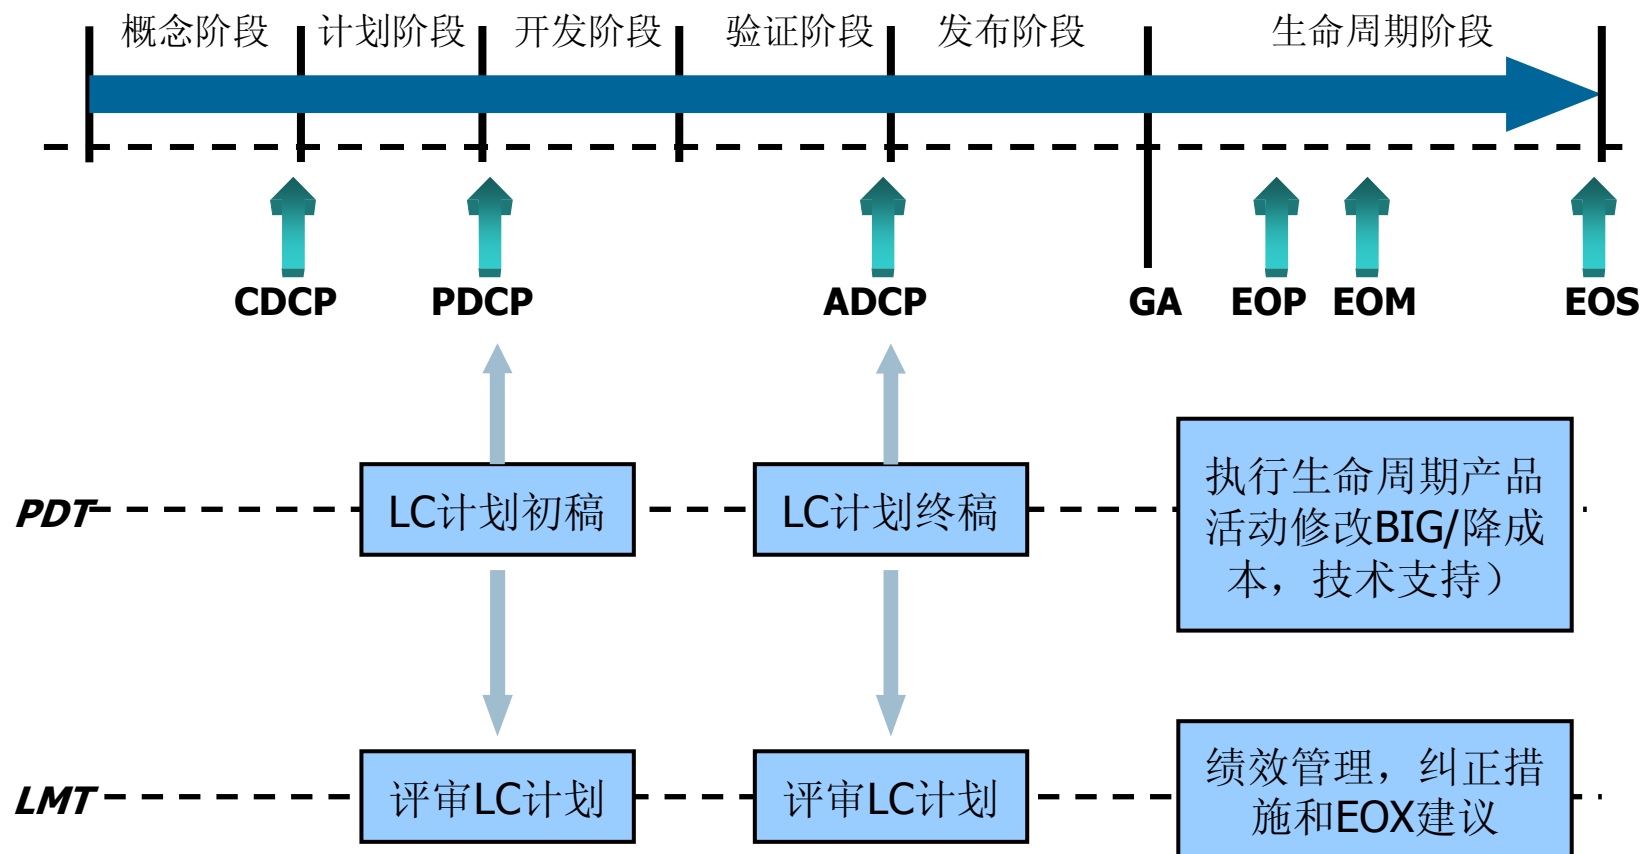 概念阶段 计划阶段 开发阶段 验证阶段 发布阶段 生命周期阶段
CDCP PDCP ADCP GA EOP EOM EOS
PDT
LC计划初稿
LC计划终稿
执行生命周期产品
活动修改BIG/降成
本，技术支持）
LMT
评审LC计划
评审LC计划
绩效管理，纠正措
施和EOX建议